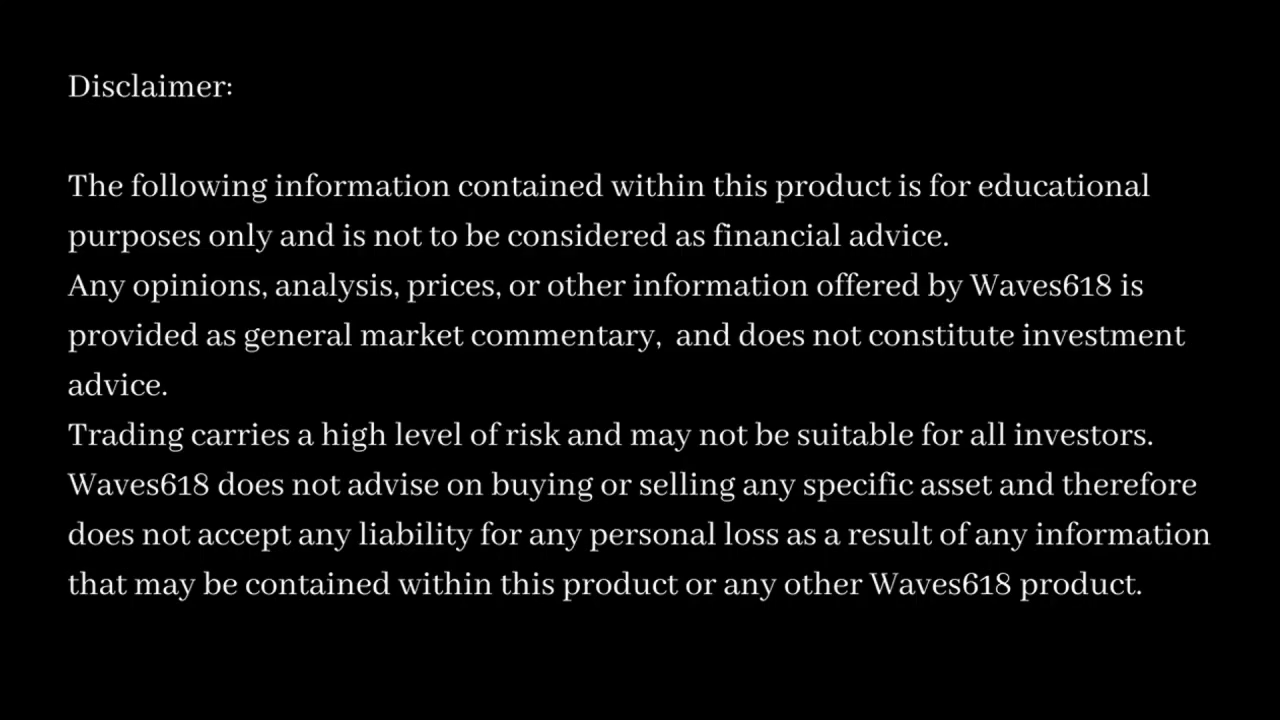 Disclaimer:
The following information contained within this product is for educational
purposes only and is not to be considered as financial advice.
Any opinions, analysis, prices, or other information offered by Waves618 is
provided as general market commentary,  and does not constitute investment
advice.
Trading carries a high level of risk and may not be suitable for all investors.
Waves618 does not advise on buying or selling any specific asset and therefore
does not accept any liability for any personal loss as a result of any information
that may be contained within this product or any other Waves618 product.